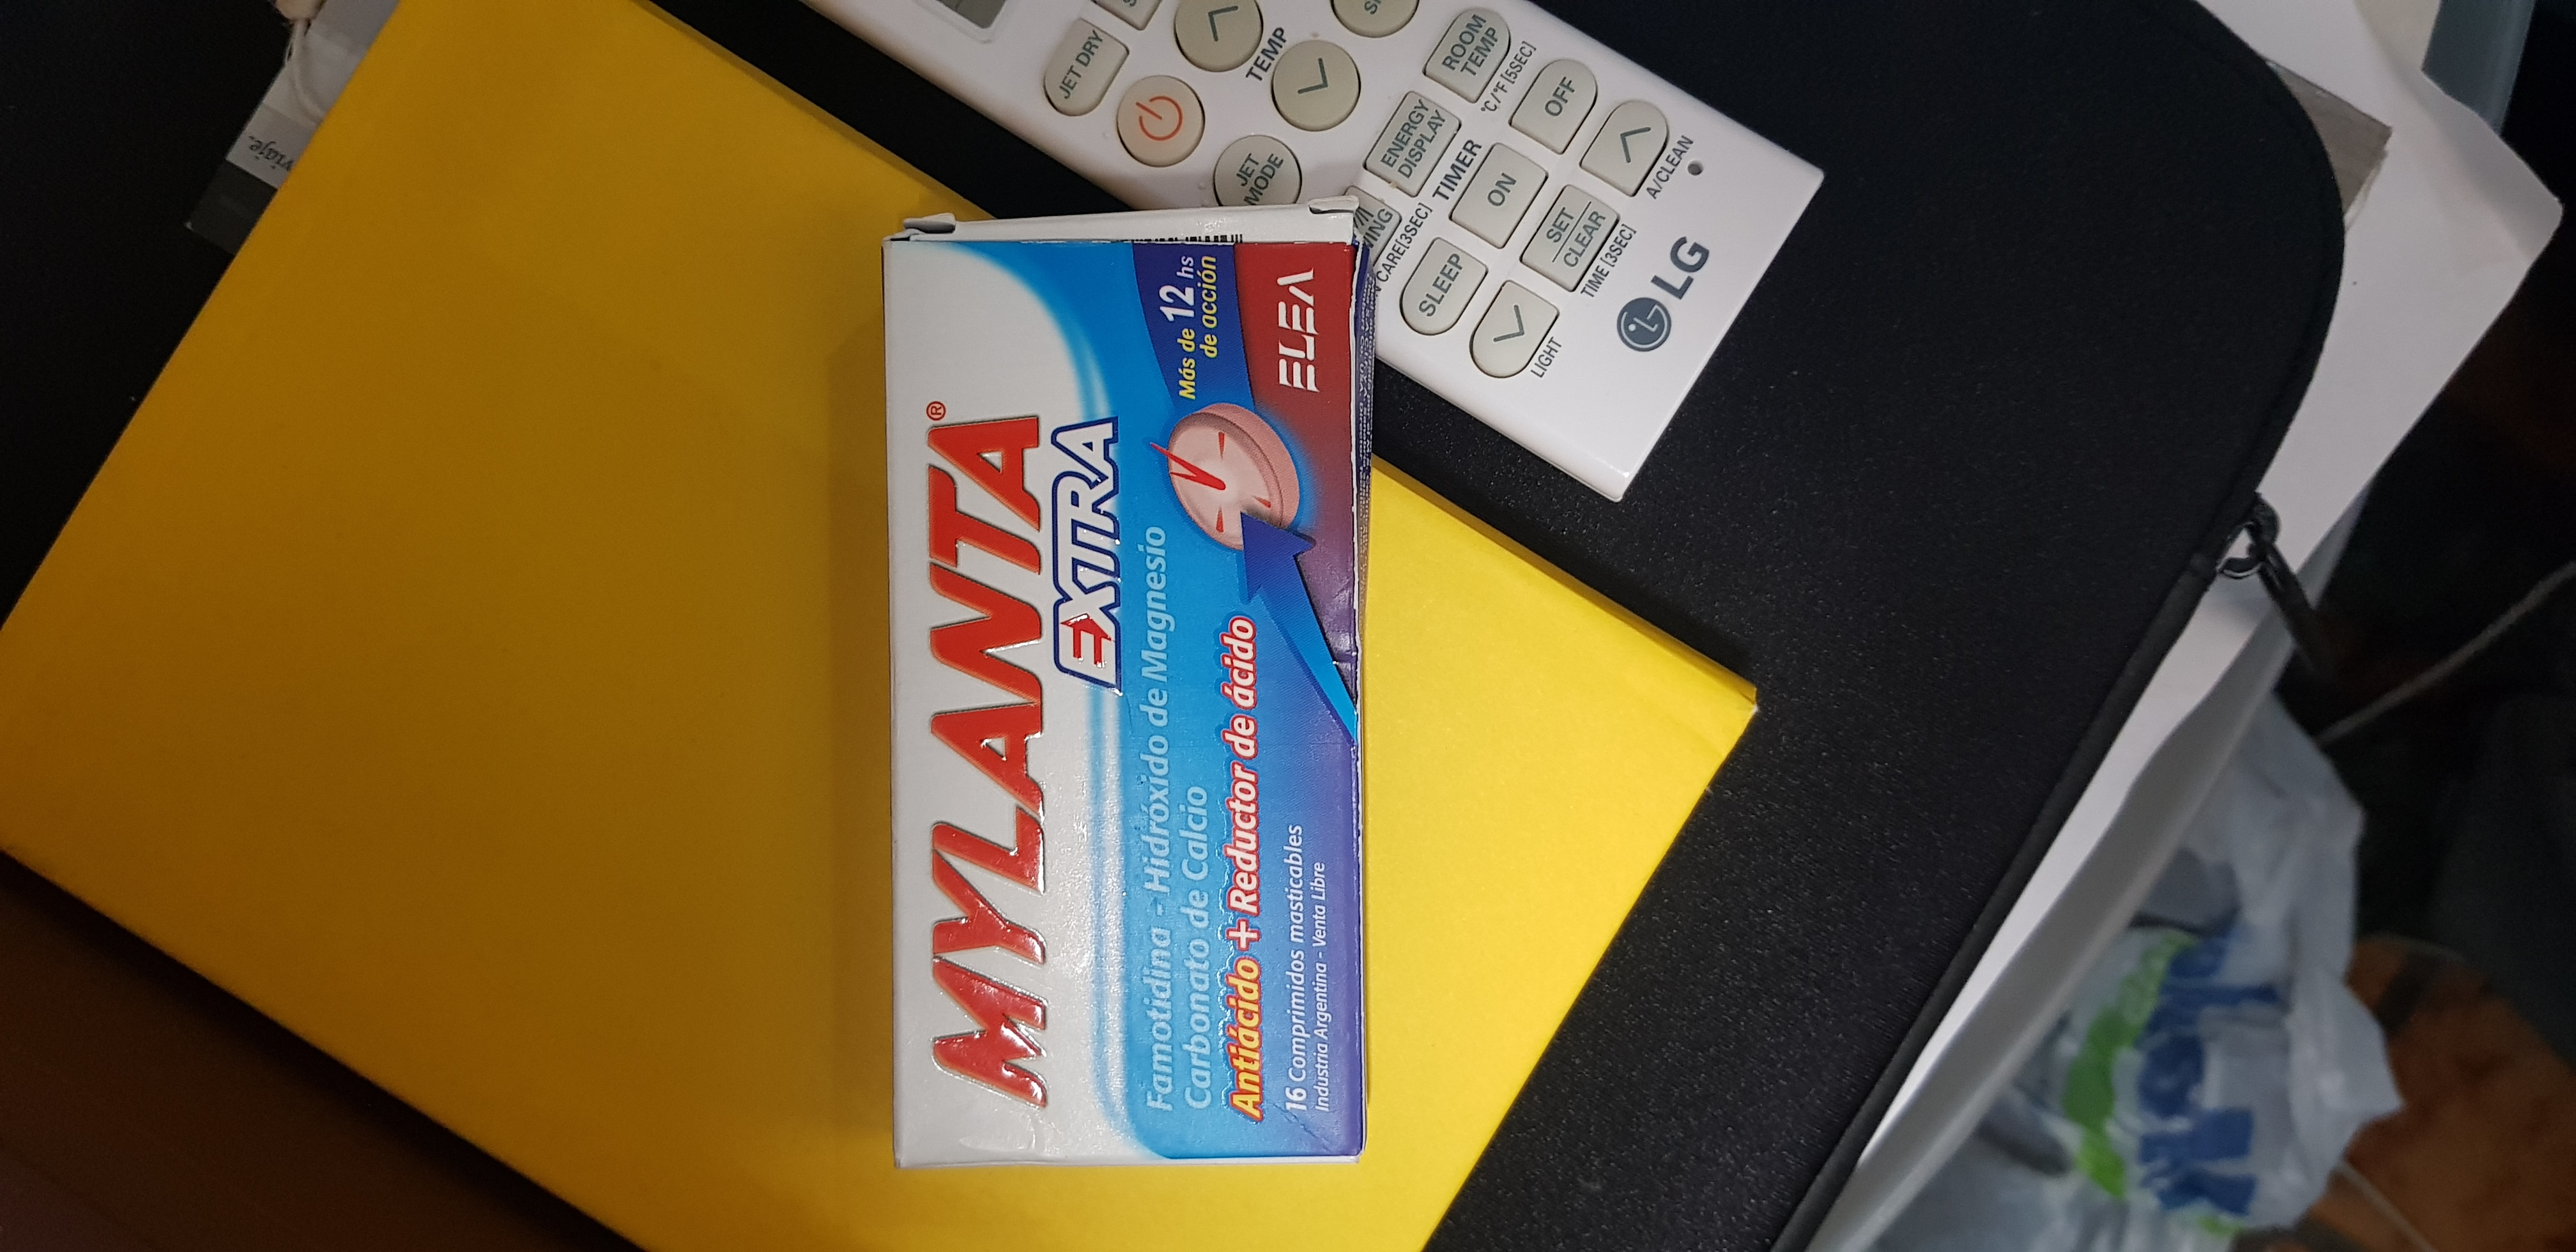 viaje.
MYLANTA®
EXTRA
Famotidina - Hidróxido de Magnesio
Carbonato de Calcio
Antiácido + Reductor de ácido
16 Comprimidos masticables
Industria Argentina - Venta Libre
Más de 12 hs
de acción
ELEA
JET DRY
JET
MODE
TEMP
ENERGY
DISPLAY
CARE[3SEC]
SLEEP
TIMER
ROOM
TEMP
°C/°F [5SEC]
ON
LIGHT
OFF
SET
CLEAR
TIME [3SEC]
A/CLEAN
LG